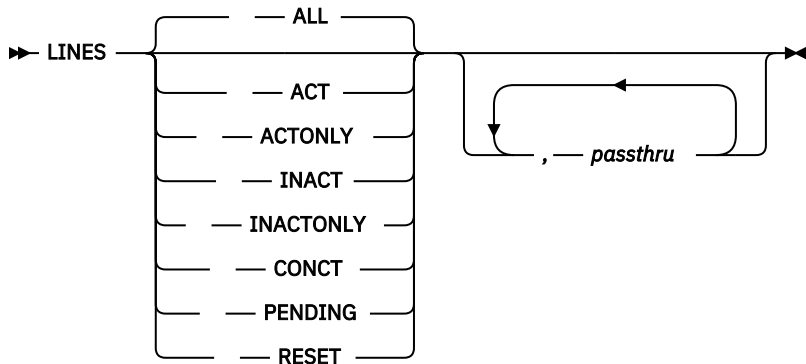 ALL
LINES
ACT
ACTONLY
, passthru
INACT
INACTONLY
CONCT
PENDING
RESET